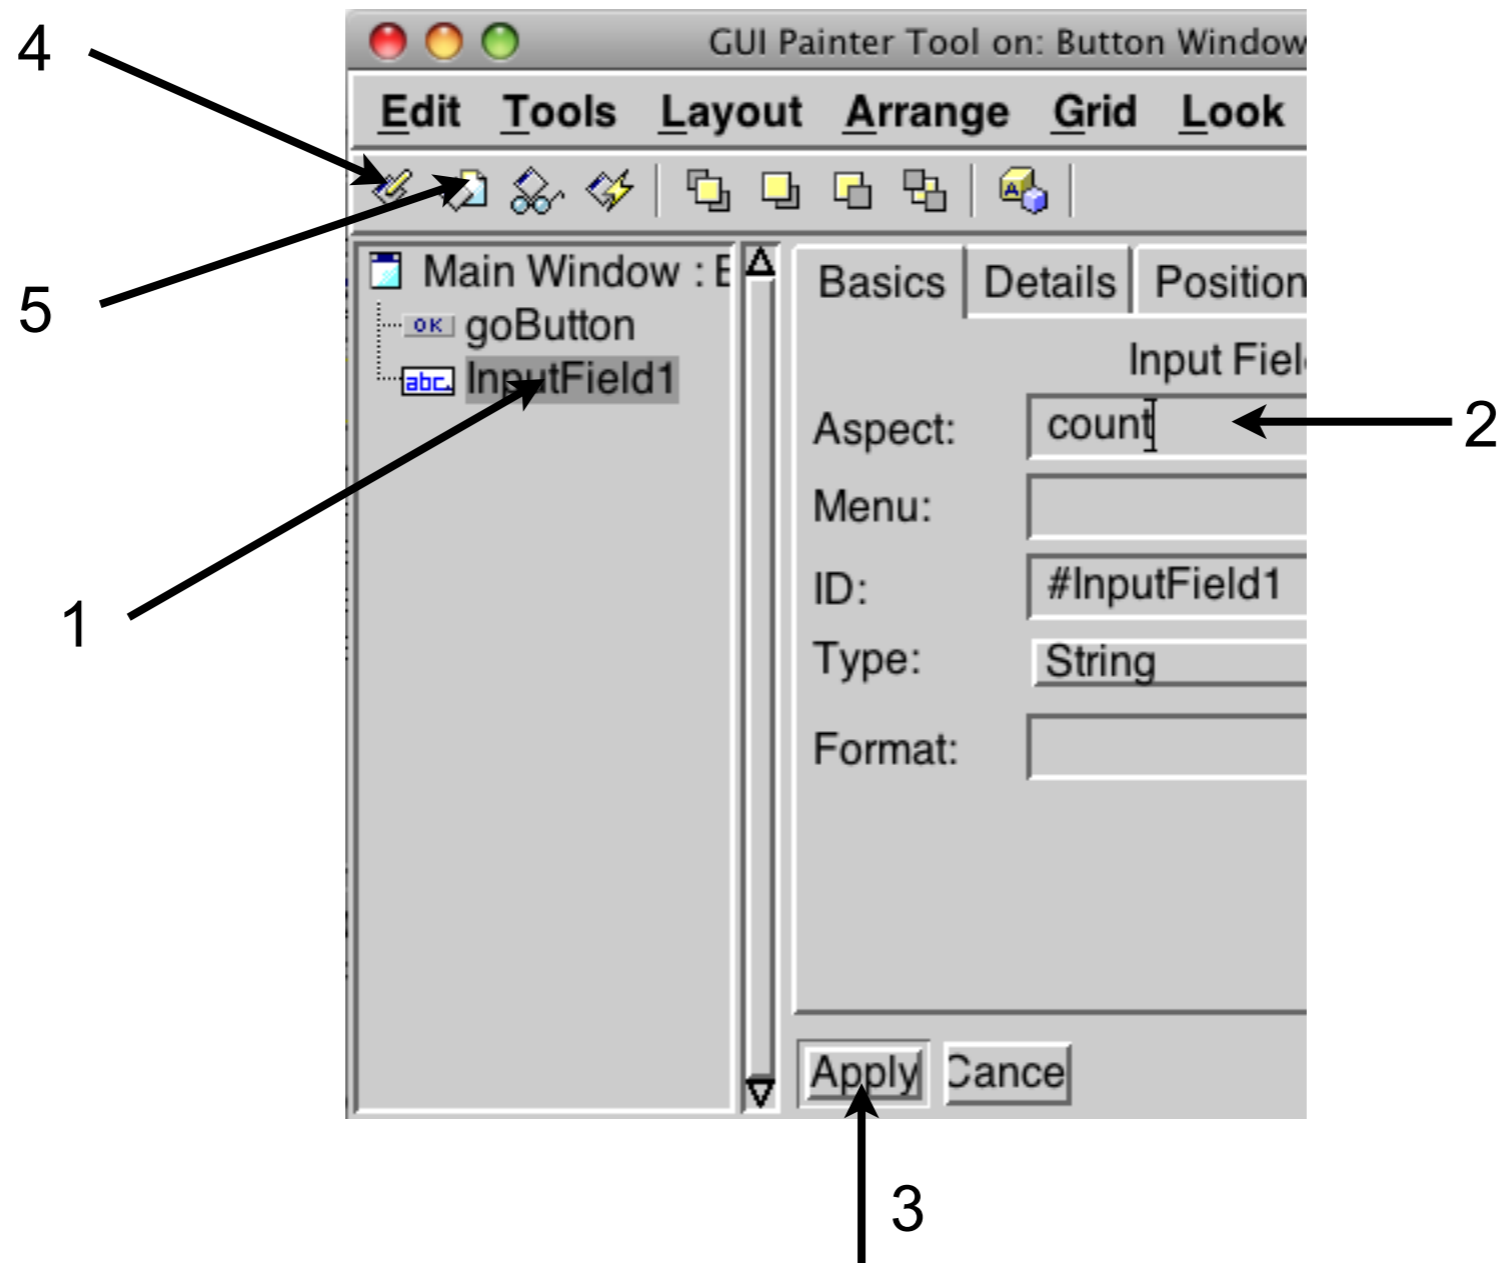 4
GUI Painter Tool on: Button Window
Edit Tools Layout Arrange Grid Look
A
5
Main Window : B
OK goButton
abc. InputField1
Basics Details Position
Input Fiel
Aspect: count
2
Menu:
ID: #InputField1
1
Type: String
Format:
Apply Cance
3